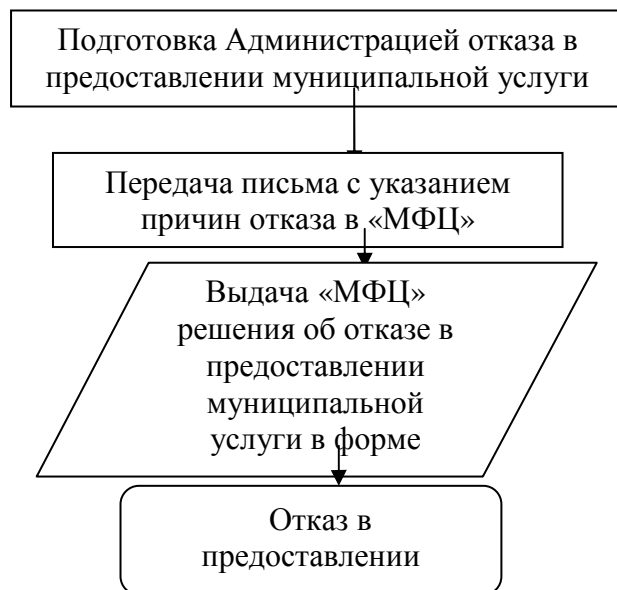 Подготовка Администрацией отказа в
предоставлении муниципальной услуги
Передача письма с указанием
причин отказа в «МФЦ»
Выдача «МФЦ»
решения об отказе в
предоставлении
муниципальной
услуги в форме
Отказ в
предоставлении